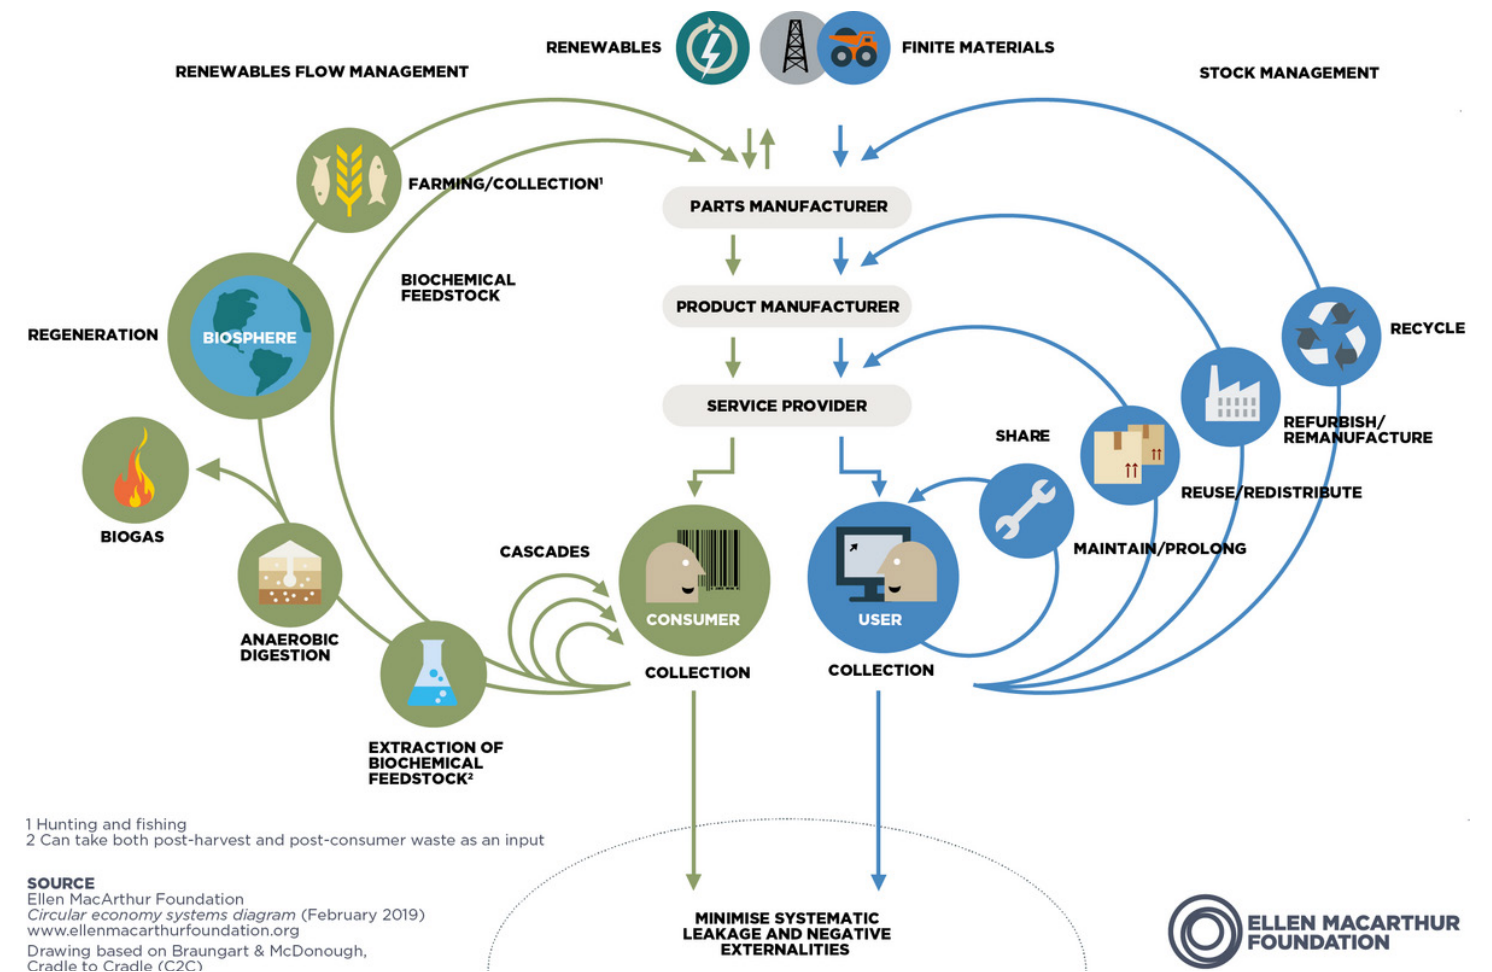 RENEWABLES
FINITE MATERIALS
RENEWABLES FLOW MANAGEMENT
STOCK MANAGEMENT
FARMING/COLLECTION¹
PARTS MANUFACTURER
BIOCHEMICAL
FEEDSTOCK
PRODUCT MANUFACTURER
REGENERATION
BIOSPHERE
RECYCLE
SERVICE PROVIDER
SHARE
REFURBISH/
REMANUFACTURE
REUSE/REDISTRIBUTE
BIOGAS
CASCADES
MAINTAIN/PROLONG
CONSUMER
USER
ANAEROBIC
DIGESTION
COLLECTION
COLLECTION
EXTRACTION OF
BIOCHEMICAL
FEEDSTOCK²
1 Hunting and fishing
2 Can take both post-harvest and post-consumer waste as an input
SOURCE
Ellen MacArthur Foundation
Circular economy systems diagram (February 2019)
www.ellenmacarthurfoundation.org
Drawing based on Braungart & McDonough,
Cradle to Cradle (C2C)
MINIMISE SYSTEMATIC
LEAKAGE AND NEGATIVE
EXTERNALITIES
ELLEN MACARTHUR
FOUNDATION